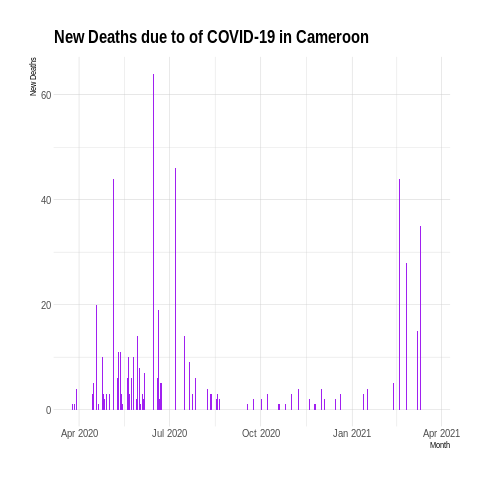 New Deaths due to of COVID-19 in Cameroon
New Deaths
60
40
20
0
Apr 2020 Jul 2020 Oct 2020 Jan 2021 Apr 2021
Month